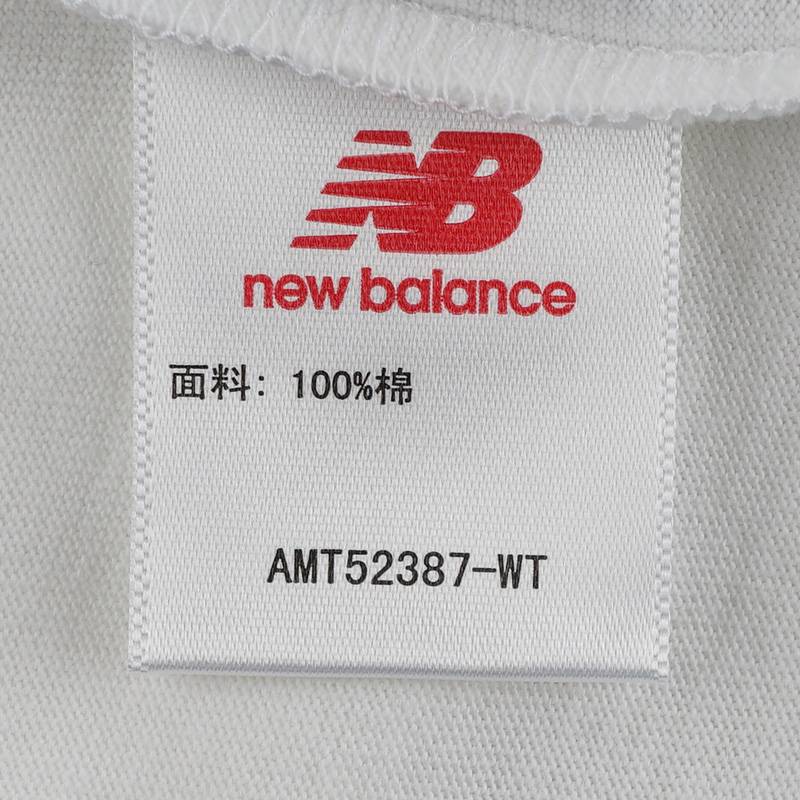 NB
new balance
面料：100%棉
AMT52387-WT